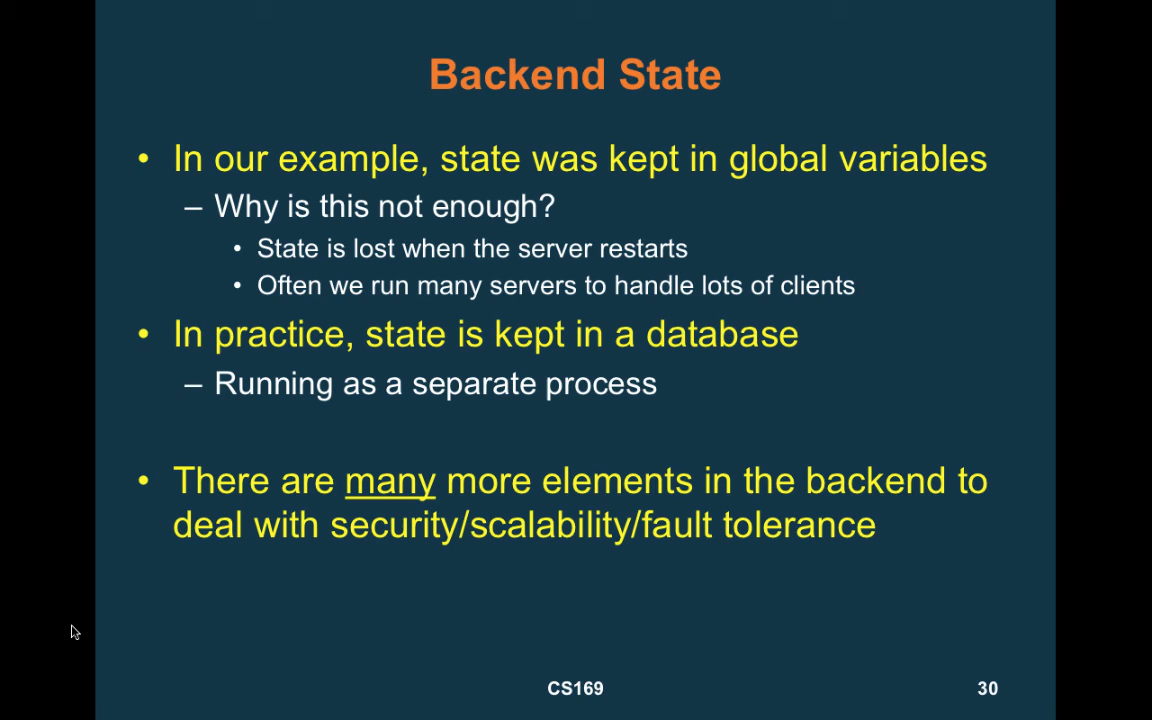 Backend State
• In our example, state was kept in global variables
– Why is this not enough?
• State is lost when the server restarts
• Often we run many servers to handle lots of clients
• In practice, state is kept in a database
– Running as a separate process
• There are many more elements in the backend to
deal with security/scalability/fault tolerance
CS169
30